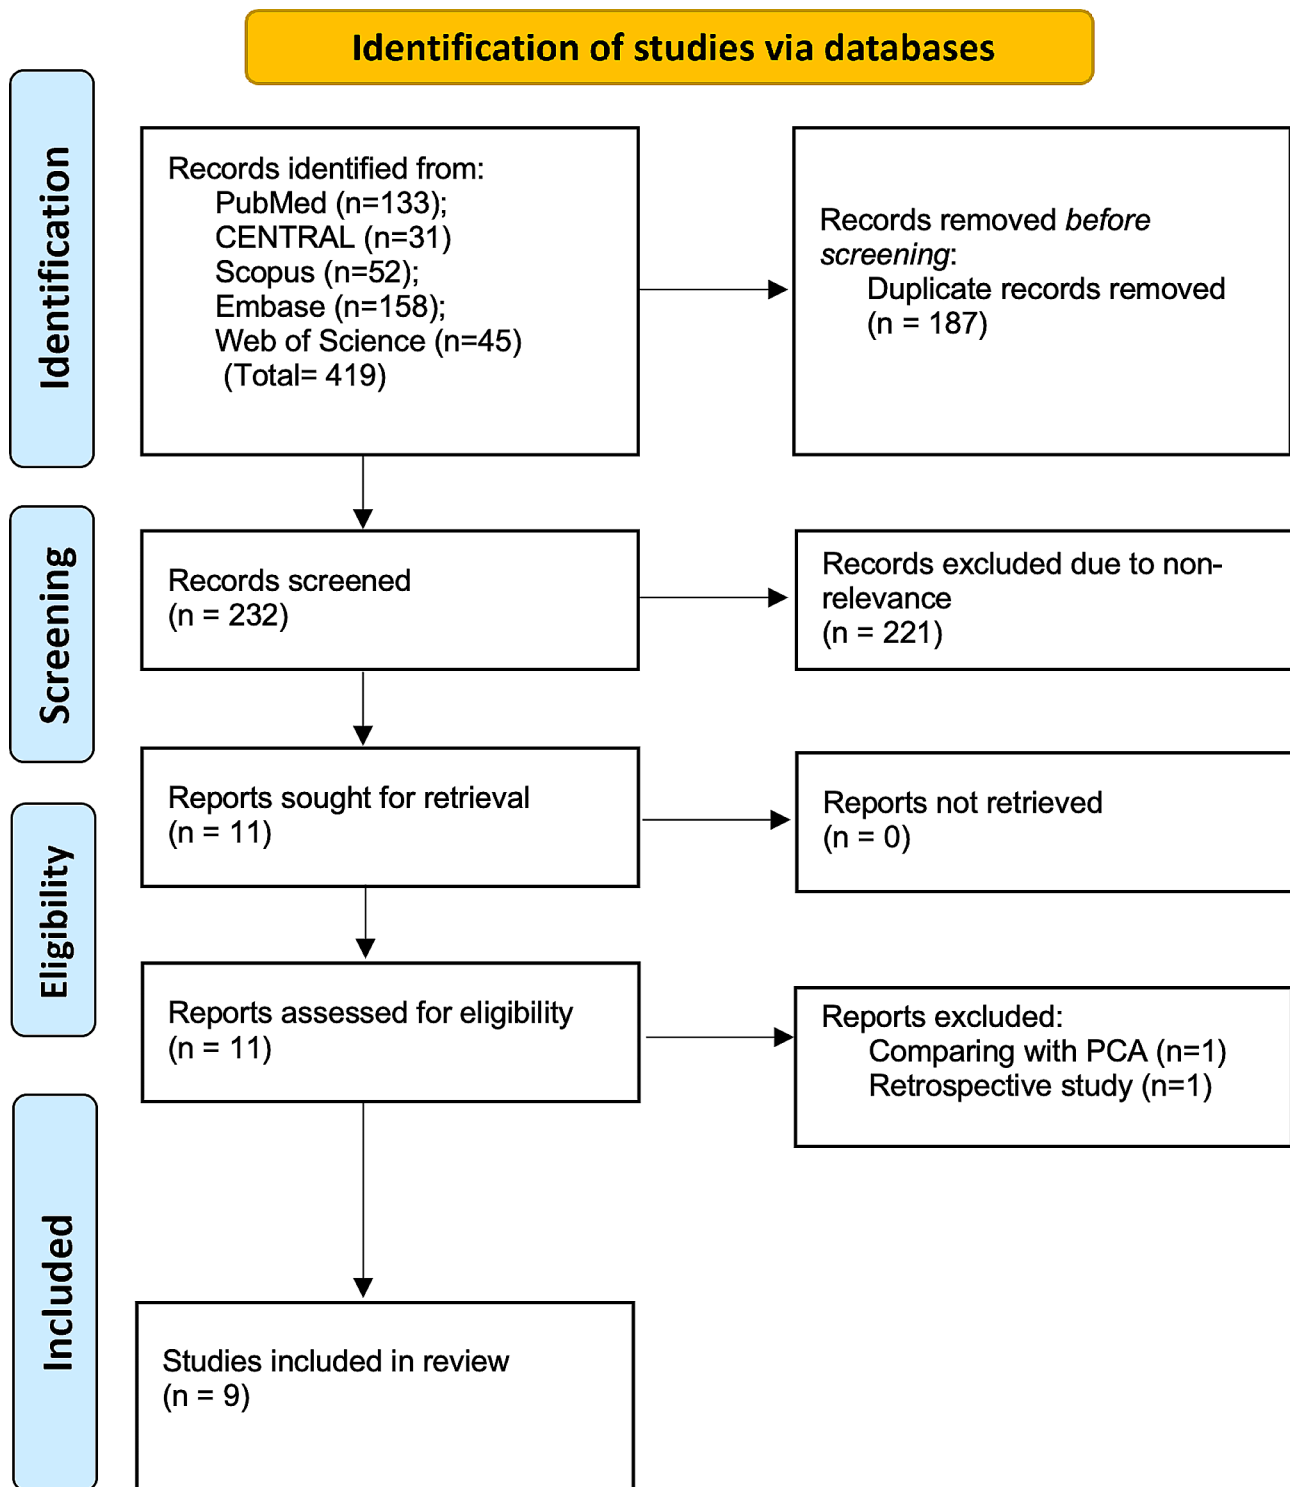 Identification of studies via databases
Identification
Records identified from:
PubMed (n=133);
CENTRAL (n=31)
Scopus (n=52);
Embase (n=158);
Web of Science (n=45)
(Total= 419)
Records removed before
screening:
Duplicate records removed
(n = 187)
Screening
Records screened
(n = 232)
Records excluded due to non-
relevance
(n = 221)
Reports sought for retrieval
(n = 11)
Reports not retrieved
(n = 0)
Eligibility
Reports assessed for eligibility
(n = 11)
Reports excluded:
Comparing with PCA (n=1)
Retrospective study (n=1)
Included
Studies included in review
(n = 9)